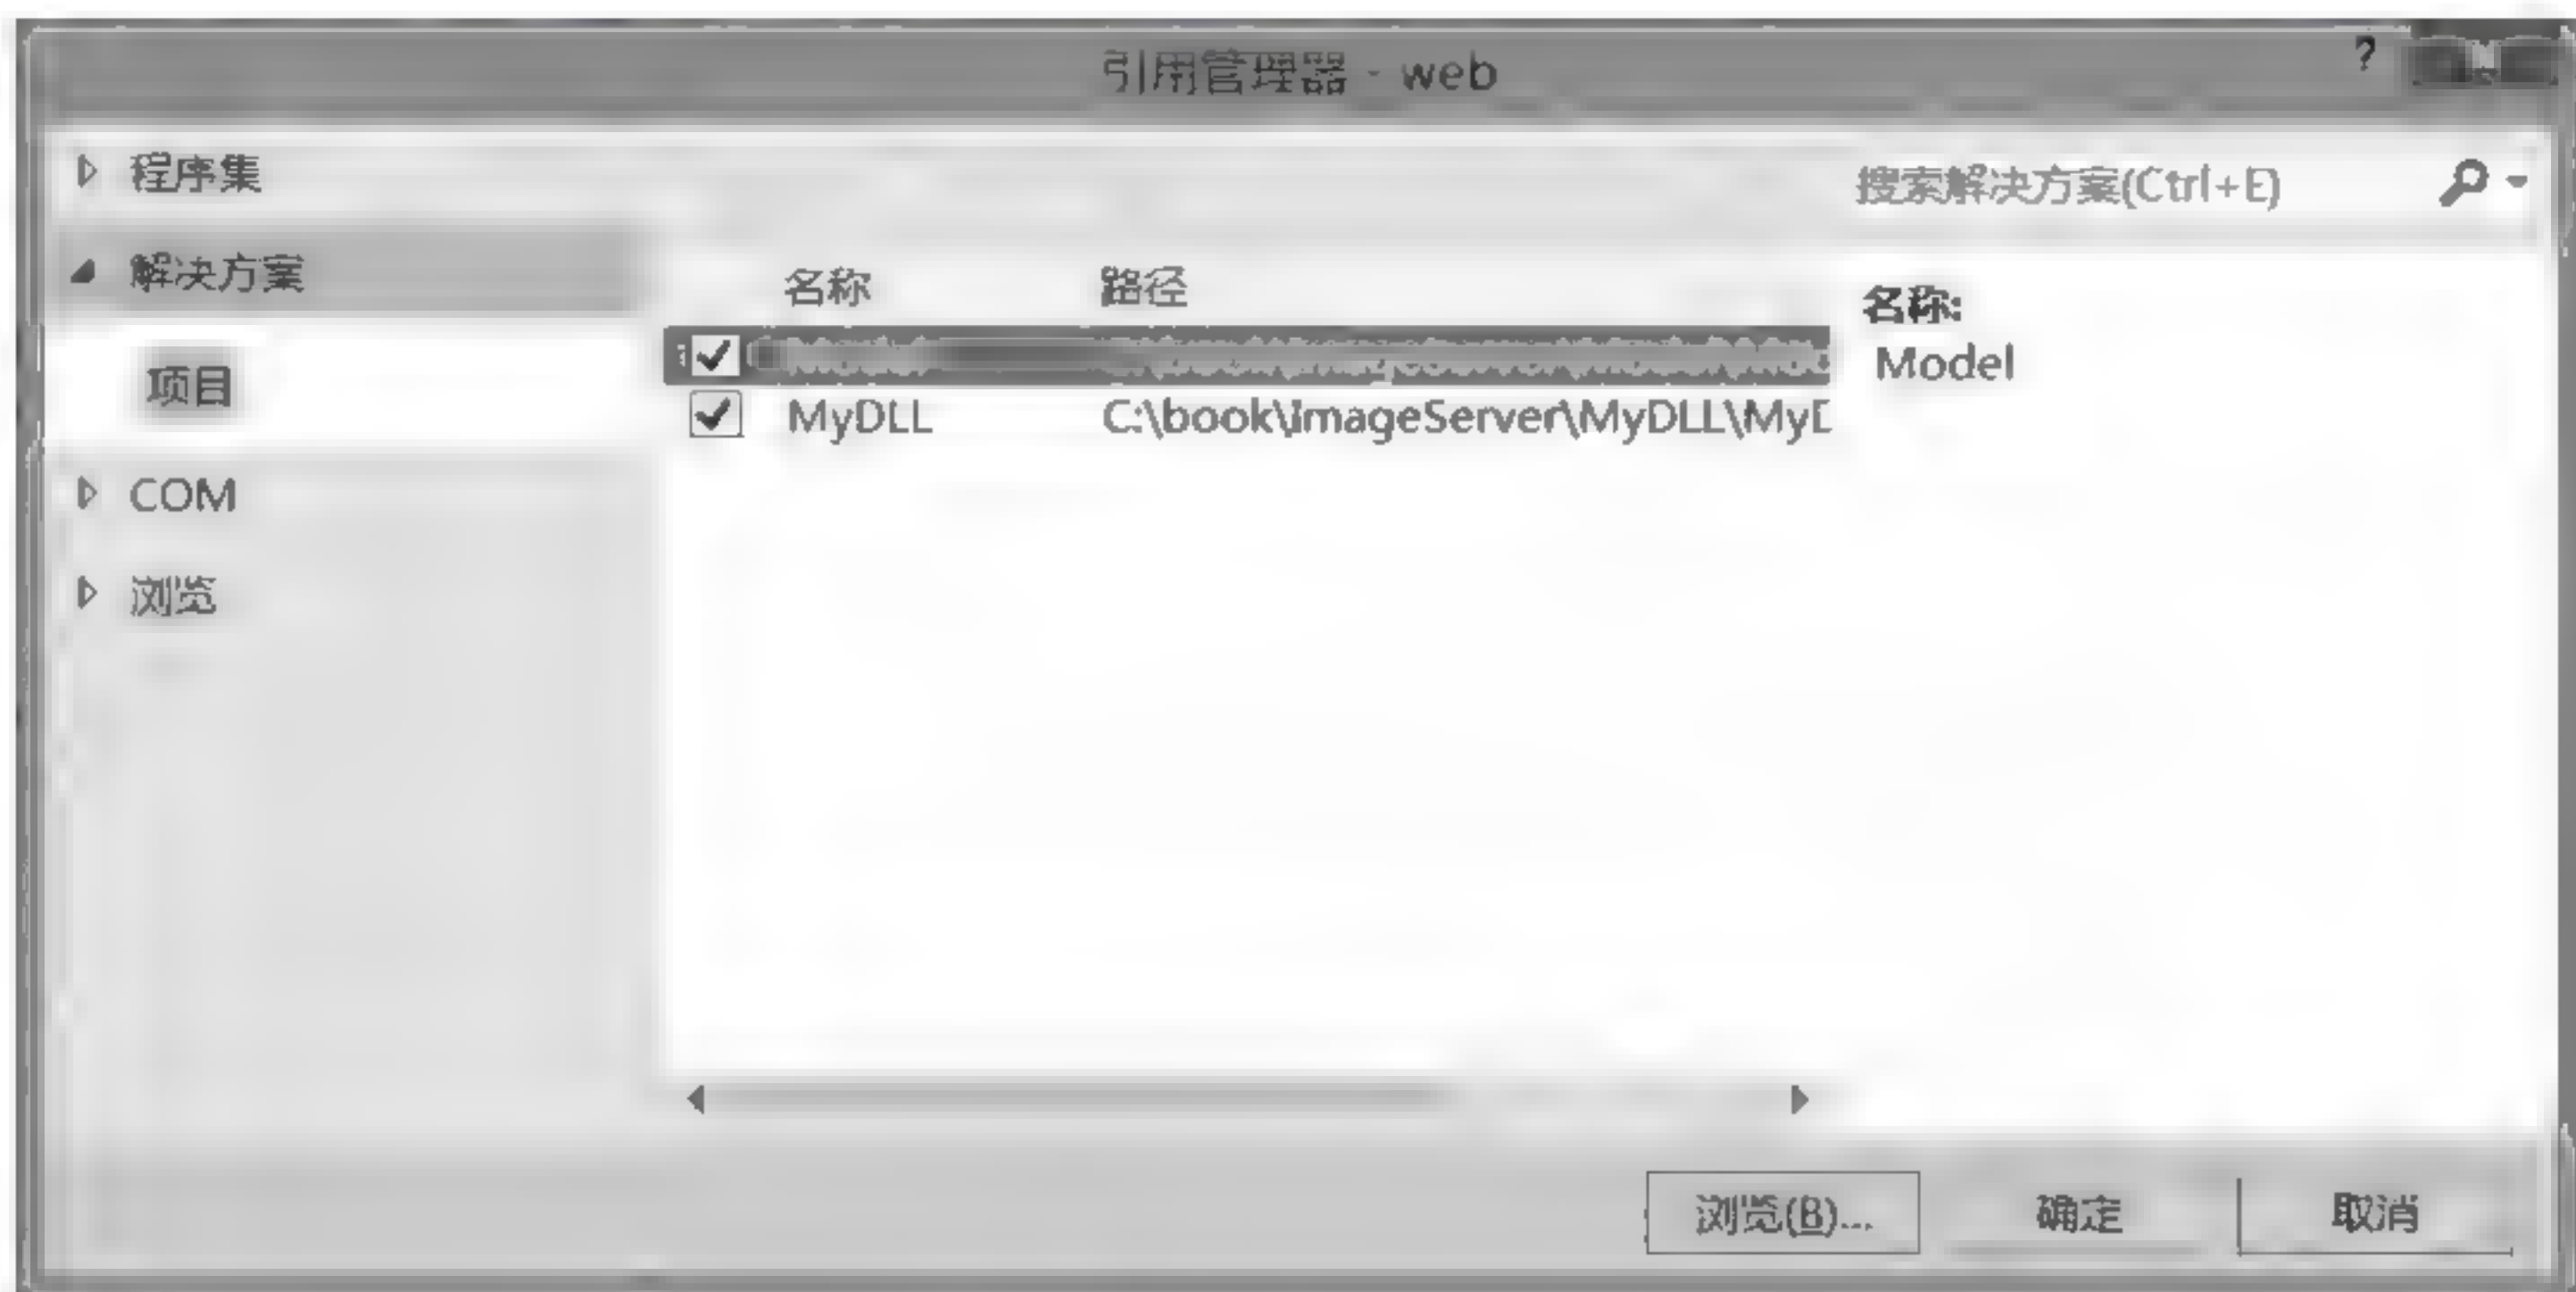 引用管理器 - web
?
程序集
搜索解决方案(Ctrl+E)
解决方案
名称 路径
名称:
项目
Model
MyDLL C:\book\ImageServer\MyDLL\MyD
COM
浏览
浏览(B)... 确定 取消